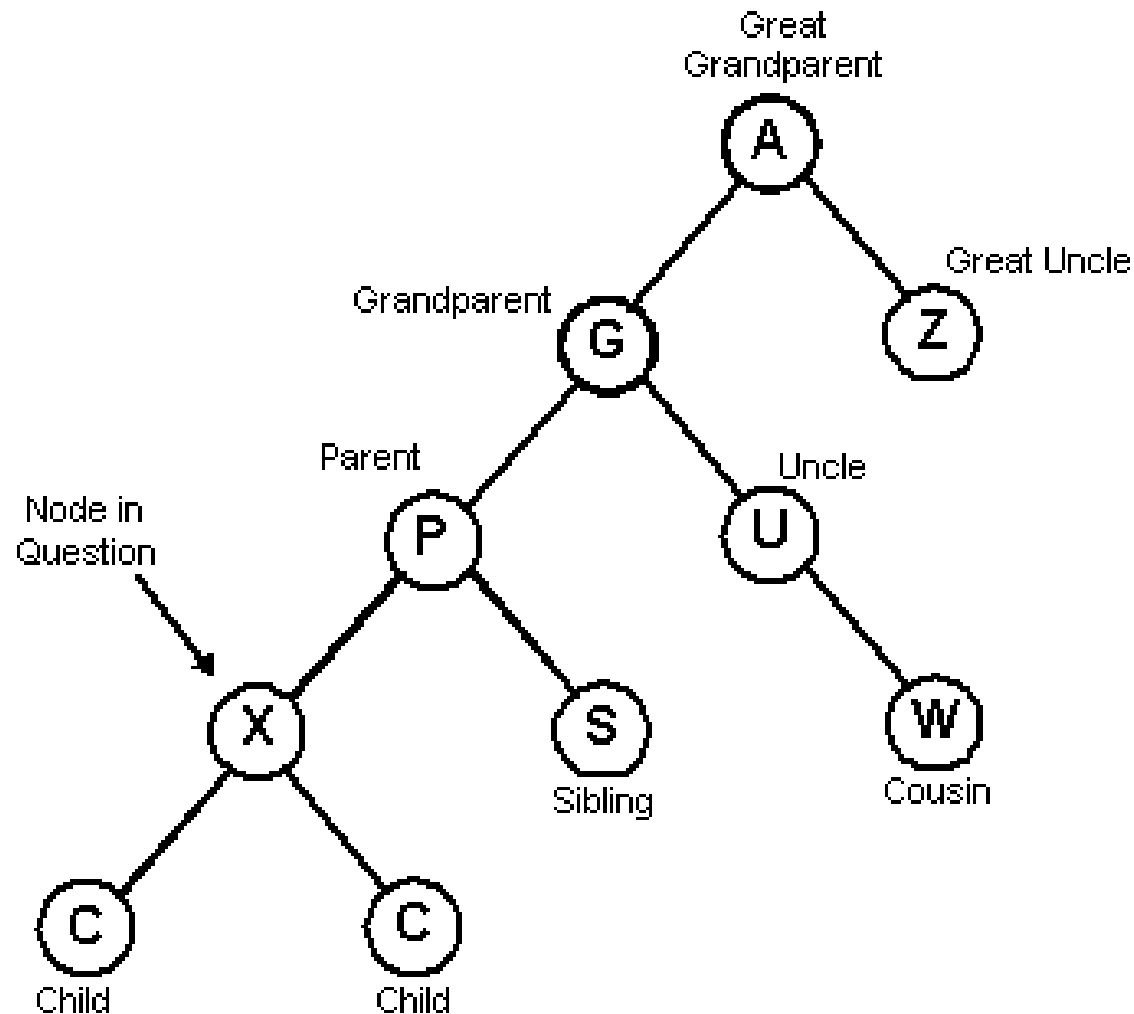 Great
Grandparent
A
Great Uncle
Grandparent
G
Z
Parent
Uncle
Node in
Question
P
U
X
S
W
Sibling
Cousin
C
C
Child
Child